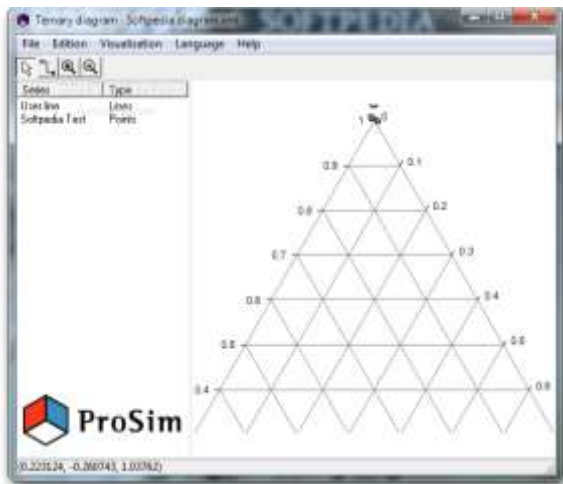 Ternary diagram - Softpedia diagram.xml
SOFTPEDIA
File Edition Visualisation Language Help
Series Type
User line Lines
Softpedia Test Points
1 0
0.9 0.1
0.8 0.2
0.7 0.3
0.6 0.4
0.5 0.5
0.4 0.6
ProSim
(0.223124, -0.260743, 1.03762)